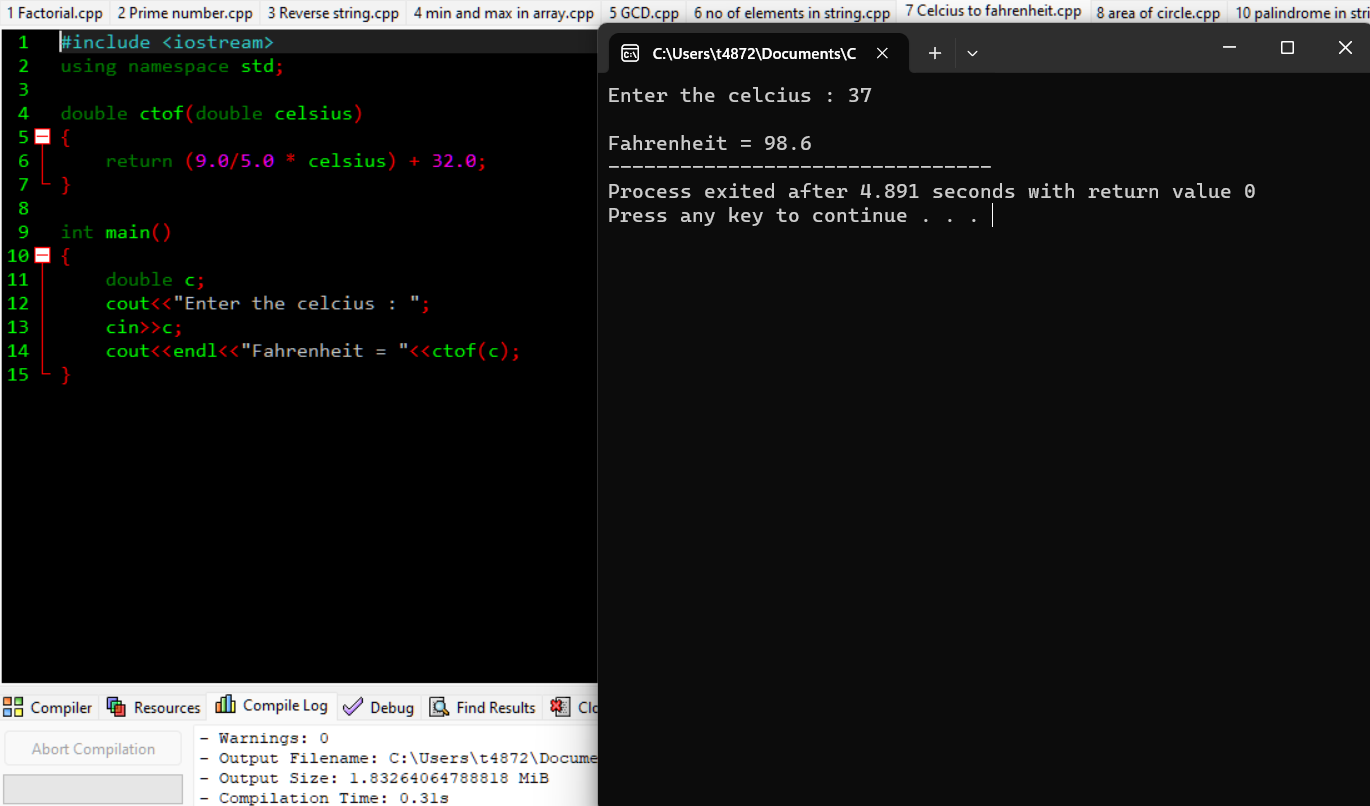 1 Factorial.cpp 2 Prime number.cpp 3 Reverse string.cpp 4 min and max in array.cpp 5 GCD.cpp 6 no of elements in string.cpp 7 Celcius to fahrenheit.cpp 8 area of circle.cpp 10 palindrome in stri
1 #include <iostream>
2 using namespace std;
3
4 double ctof(double celsius)
5 {
6 return (9.0/5.0 * celsius) + 32.0;
7 }
8
9 int main()
10 {
11 double c;
12 cout<<"Enter the celcius : ";
13 cin>>c;
14 cout<<endl<<"Fahrenheit = "<<ctof(c);
15 }
C:\Users\t4872\Documents\C
Enter the celcius : 37
Fahrenheit = 98.6
--------------------------------
Process exited after 4.891 seconds with return value 0
Press any key to continue . . .
Compiler Resources Compile Log Debug Find Results Clo
Abort Compilation
- Warnings: 0
- Output Filename: C:\Users\t4872\Docume
- Output Size: 1.83264064788818 MiB
- Compilation Time: 0.31s